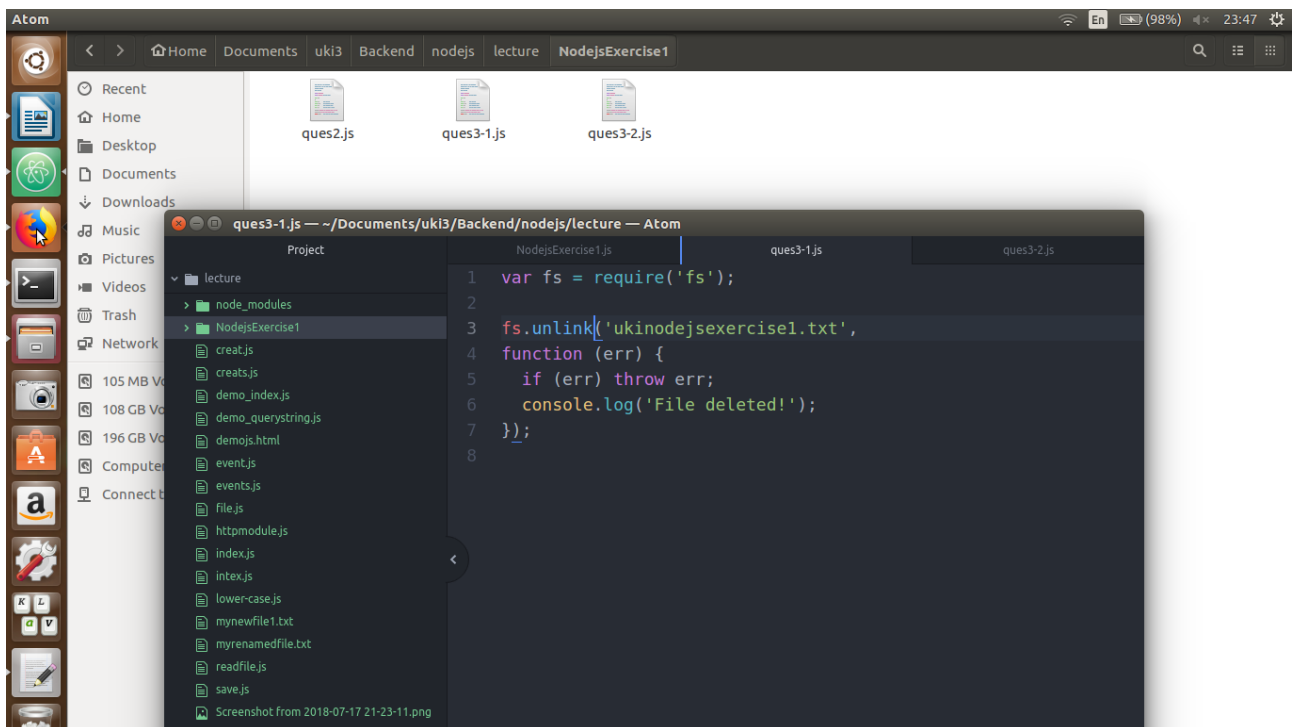 Atom
En
(98%)
23:47
Home Documents uki3 Backend nodejs lecture NodejsExercise1
Recent
Home
Desktop
Documents
Downloads
Music
Pictures
Videos
Trash
Network
105 MB Vo
108 GB Vo
196 GB Vo
Computer
Connect t
ques2.js
ques3-1.js
ques3-2.js
ques3-1.js — ~/Documents/uki3/Backend/nodejs/lecture — Atom
Project
lecture
node_modules
NodejsExercise1
creat.js
creats.js
demo_index.js
demo_querystring.js
demojs.html
event.js
events.js
file.js
httpmodule.js
index.js
intex.js
lower-case.js
mynewfile1.txt
myrenamedfile.txt
readfile.js
save.js
Screenshot from 2018-07-17 21-23-11.png
NodejsExercise1.js
ques3-1.js
ques3-2.js
1 var fs = require('fs');
2
3 fs.unlink('ukinodejsexercise1.txt',
4 function (err) {
5 if (err) throw err;
6 console.log('File deleted!');
7 });
8
a
K L
a v